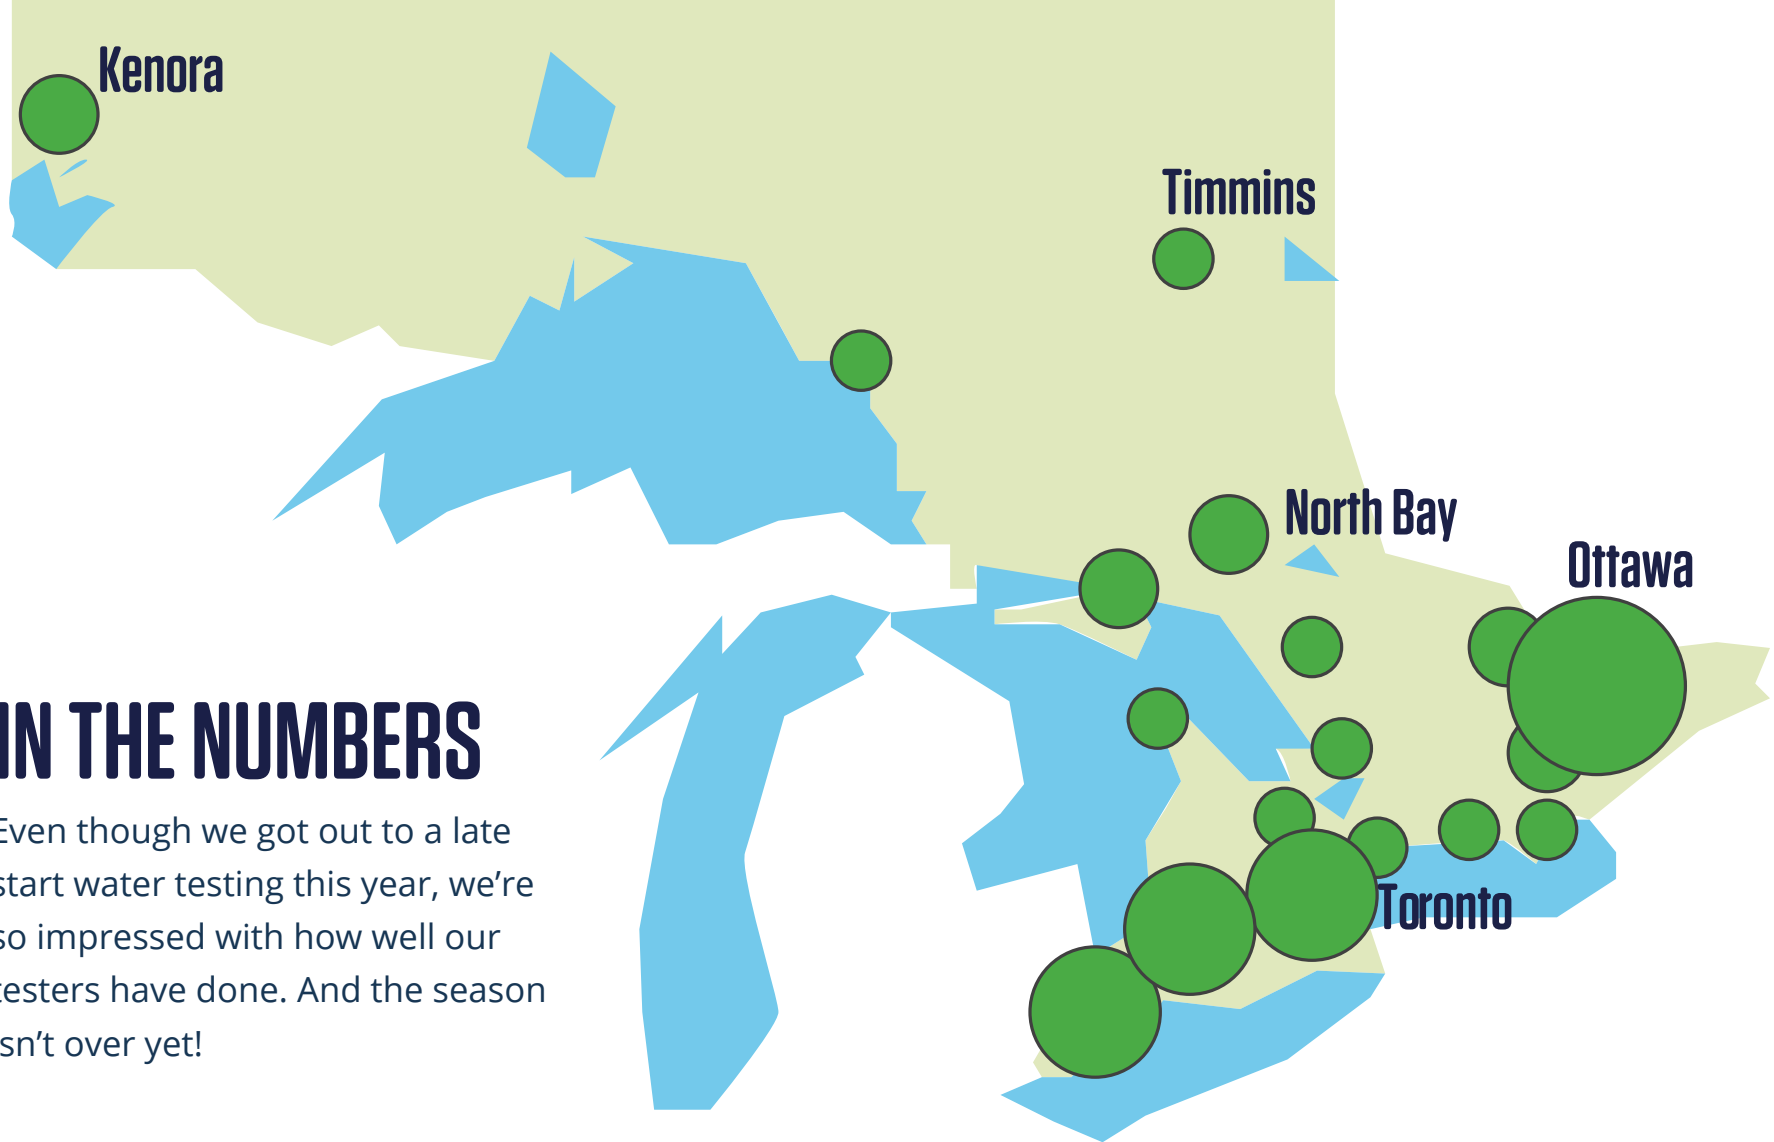 Kenora
Timmins
North Bay
Ottawa
Toronto
IN THE NUMBERS
Even though we got out to a late
start water testing this year, we’re
so impressed with how well our
testers have done. And the season
isn’t over yet!